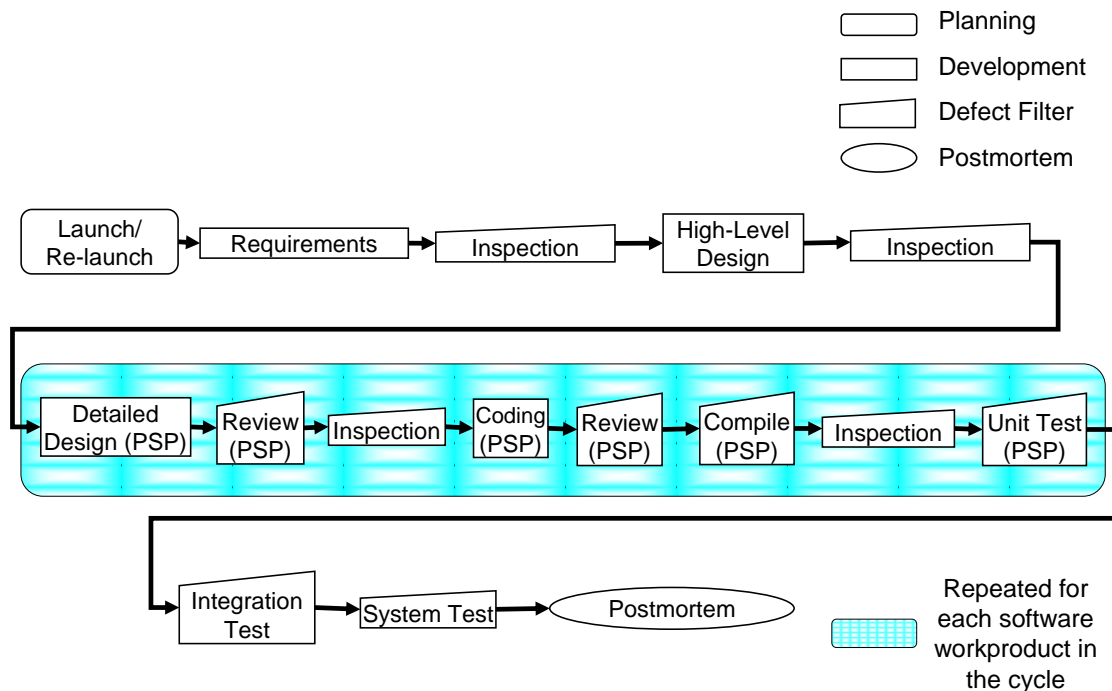 Planning
Development
Defect Filter
Postmortem
Launch/
Re-launch
Requirements
Inspection
High-Level
Design
Inspection
Detailed
Design (PSP)
Review
(PSP)
Inspection
Coding
(PSP)
Review
(PSP)
Compile
(PSP)
Inspection
Unit Test
(PSP)
Integration
Test
System Test
Postmortem
Repeated for
each software
workproduct in
the cycle